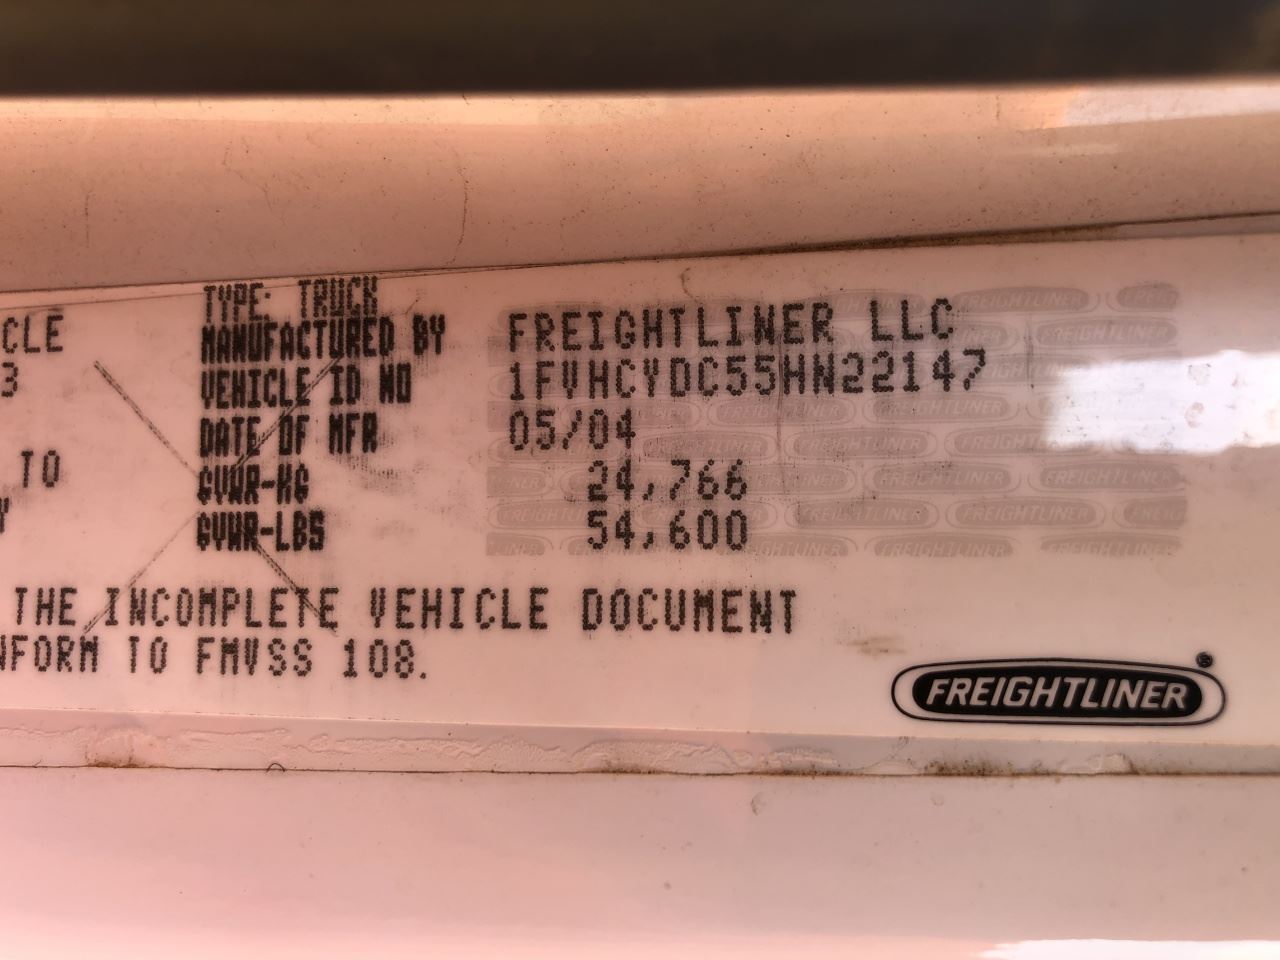 TYPE: TRUCK
CLE MANUFACTURED BY FREIGHTLINER LLC
3 VEHICLE ID NO 1FVHCYDC55HN22147
DATE OF MFR 05/04
TO GVWR-KG 24,766
Y GVWR-LBS 54,600
THE INCOMPLETE VEHICLE DOCUMENT
NFORM TO FMVSS 108.
FREIGHTLINER®